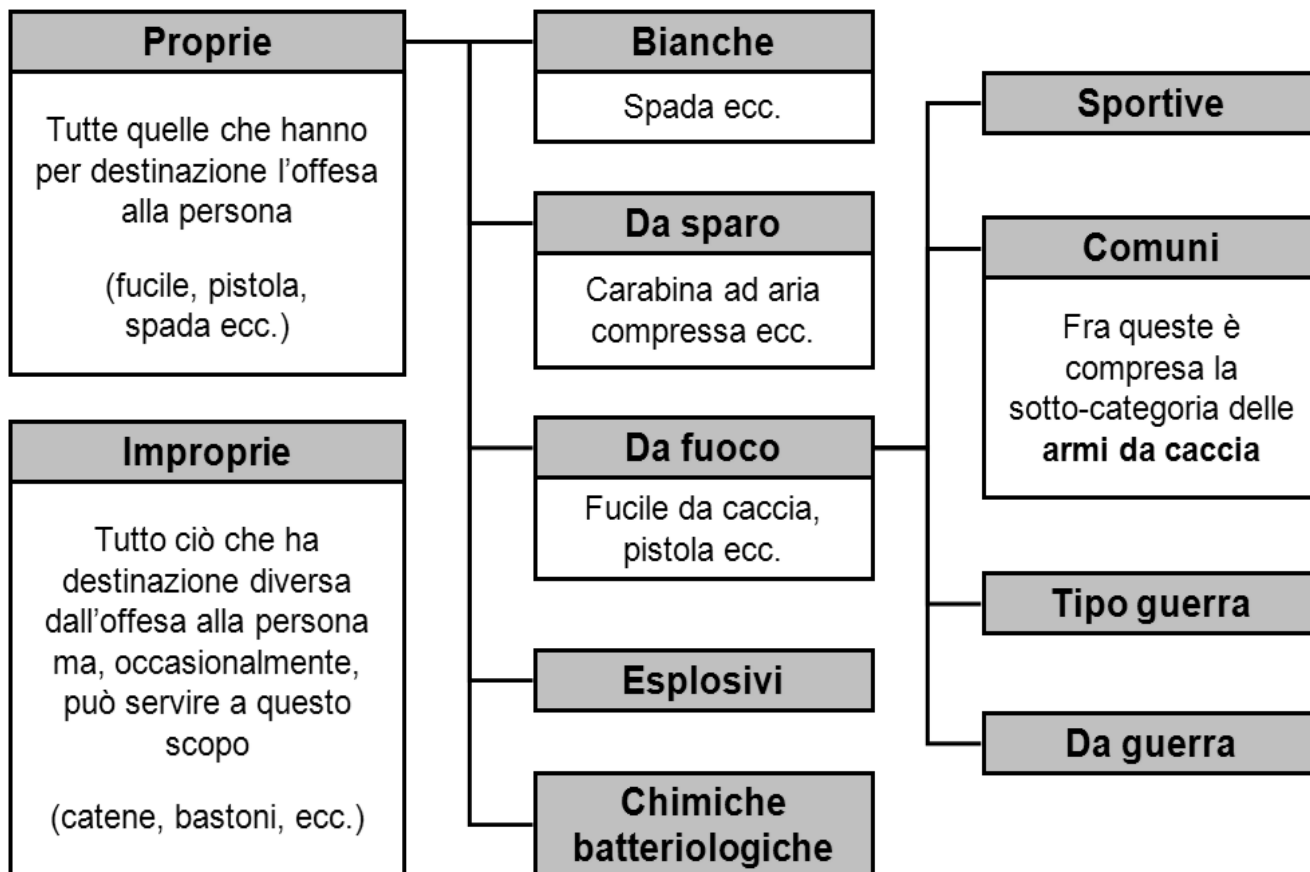 Proprie
Tutte quelle che hanno
per destinazione l'offesa
alla persona
(fucile, pistola,
spada ecc.)
Improprie
Tutto ciò che ha
destinazione diversa
dall'offesa alla persona
ma, occasionalmente,
può servire a questo
scopo
(catene, bastoni, ecc.)
Bianche
Spada ecc.
Da sparo
Carabina ad aria
compressa ecc.
Da fuoco
Fucile da caccia,
pistola ecc.
Esplosivi
Chimiche
batteriologiche
Sportive
Comuni
Fra queste è
compresa la
sotto-categoria delle
armi da caccia
Tipo guerra
Da guerra